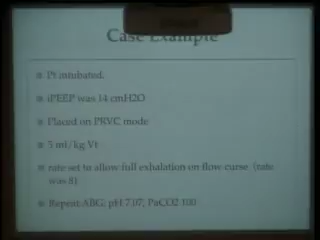 Case Example
Pt intubated.
iPEEP was 14 cmH2O
Placed on PRVC mode
5 ml/kg Vt
rate set to allow full exhalation on flow curse (rate
was 8)
Repeat ABG: pH 7.07, PaCO2 100